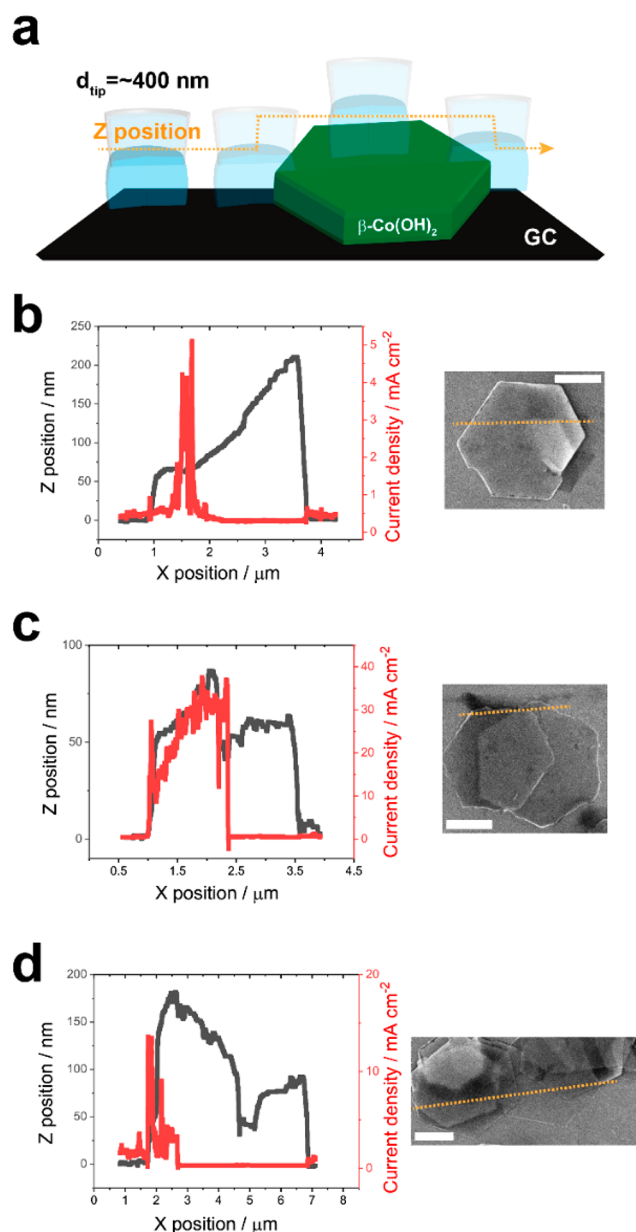 a
d_tip=~400 nm
Z position
β-Co(OH)₂
GC
b
250
200
150
100
50
0
Z position / nm
5
4
3
2
1
0
Current density / mA cm⁻²
0 1 2 3 4
X position / μm
c
100
50
0
Z position / nm
40
30
20
10
0
Current density / mA cm⁻²
0.5 1.5 2.5 3.5 4.5
X position / μm
d
200
150
100
50
0
Z position / nm
20
10
0
Current density / mA cm⁻²
0 1 2 3 4 5 6 7 8
X position / μm